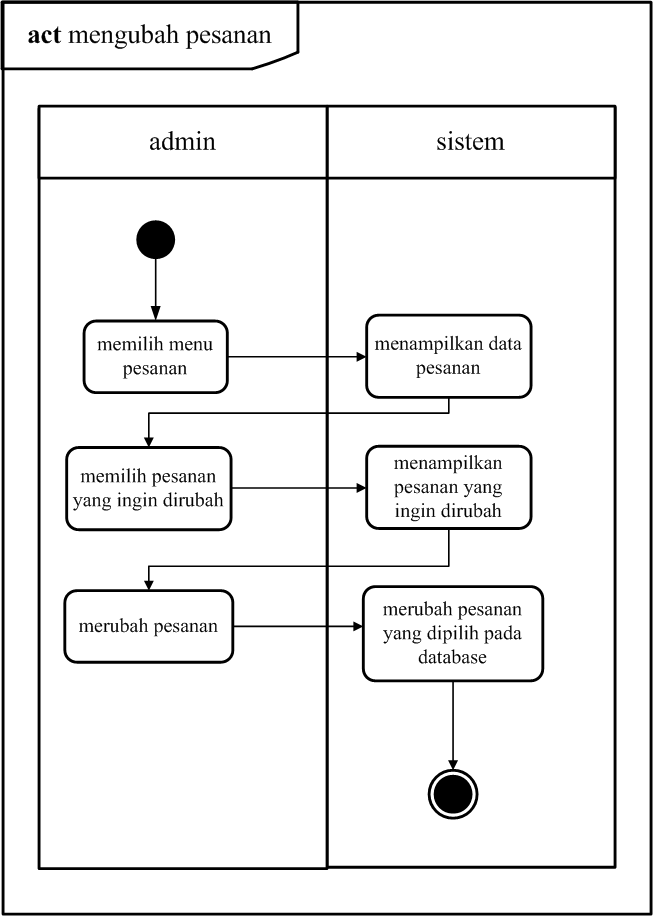 act mengubah pesanan
admin
sistem
memilih menu
pesanan
menampilkan data
pesanan
memilih pesanan
yang ingin dirubah
menampilkan
pesanan yang
ingin dirubah
merubah pesanan
merubah pesanan
yang dipilih pada
database